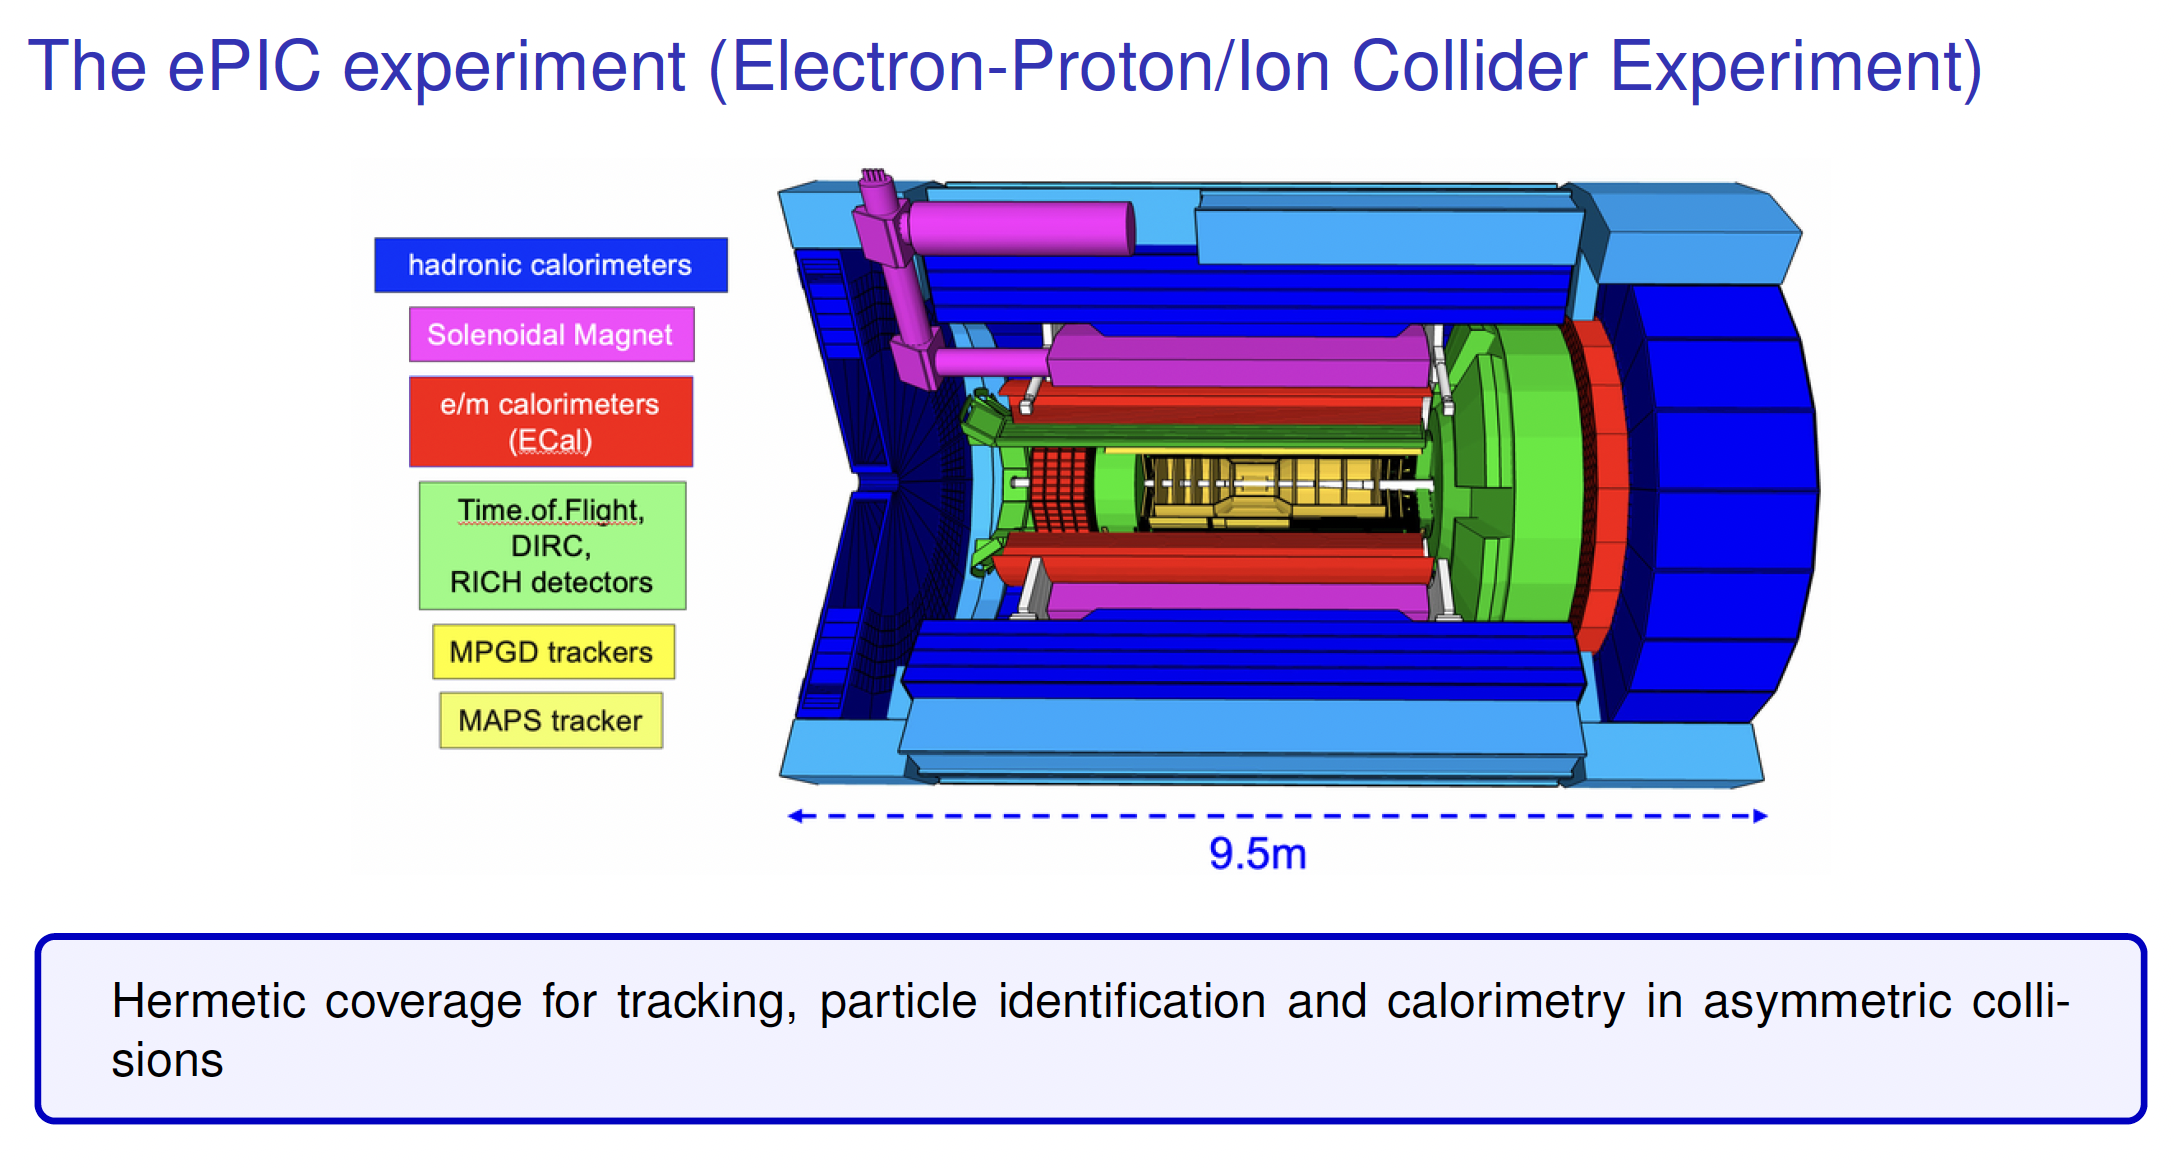 The ePIC experiment (Electron-Proton/Ion Collider Experiment)
hadronic calorimeters
Solenoidal Magnet
e/m calorimeters
(ECal)
Time.of.Flight,
DIRC,
RICH detectors
MPGD trackers
MAPS tracker
9.5m
Hermetic coverage for tracking, particle identification and calorimetry in asymmetric colli-
sions